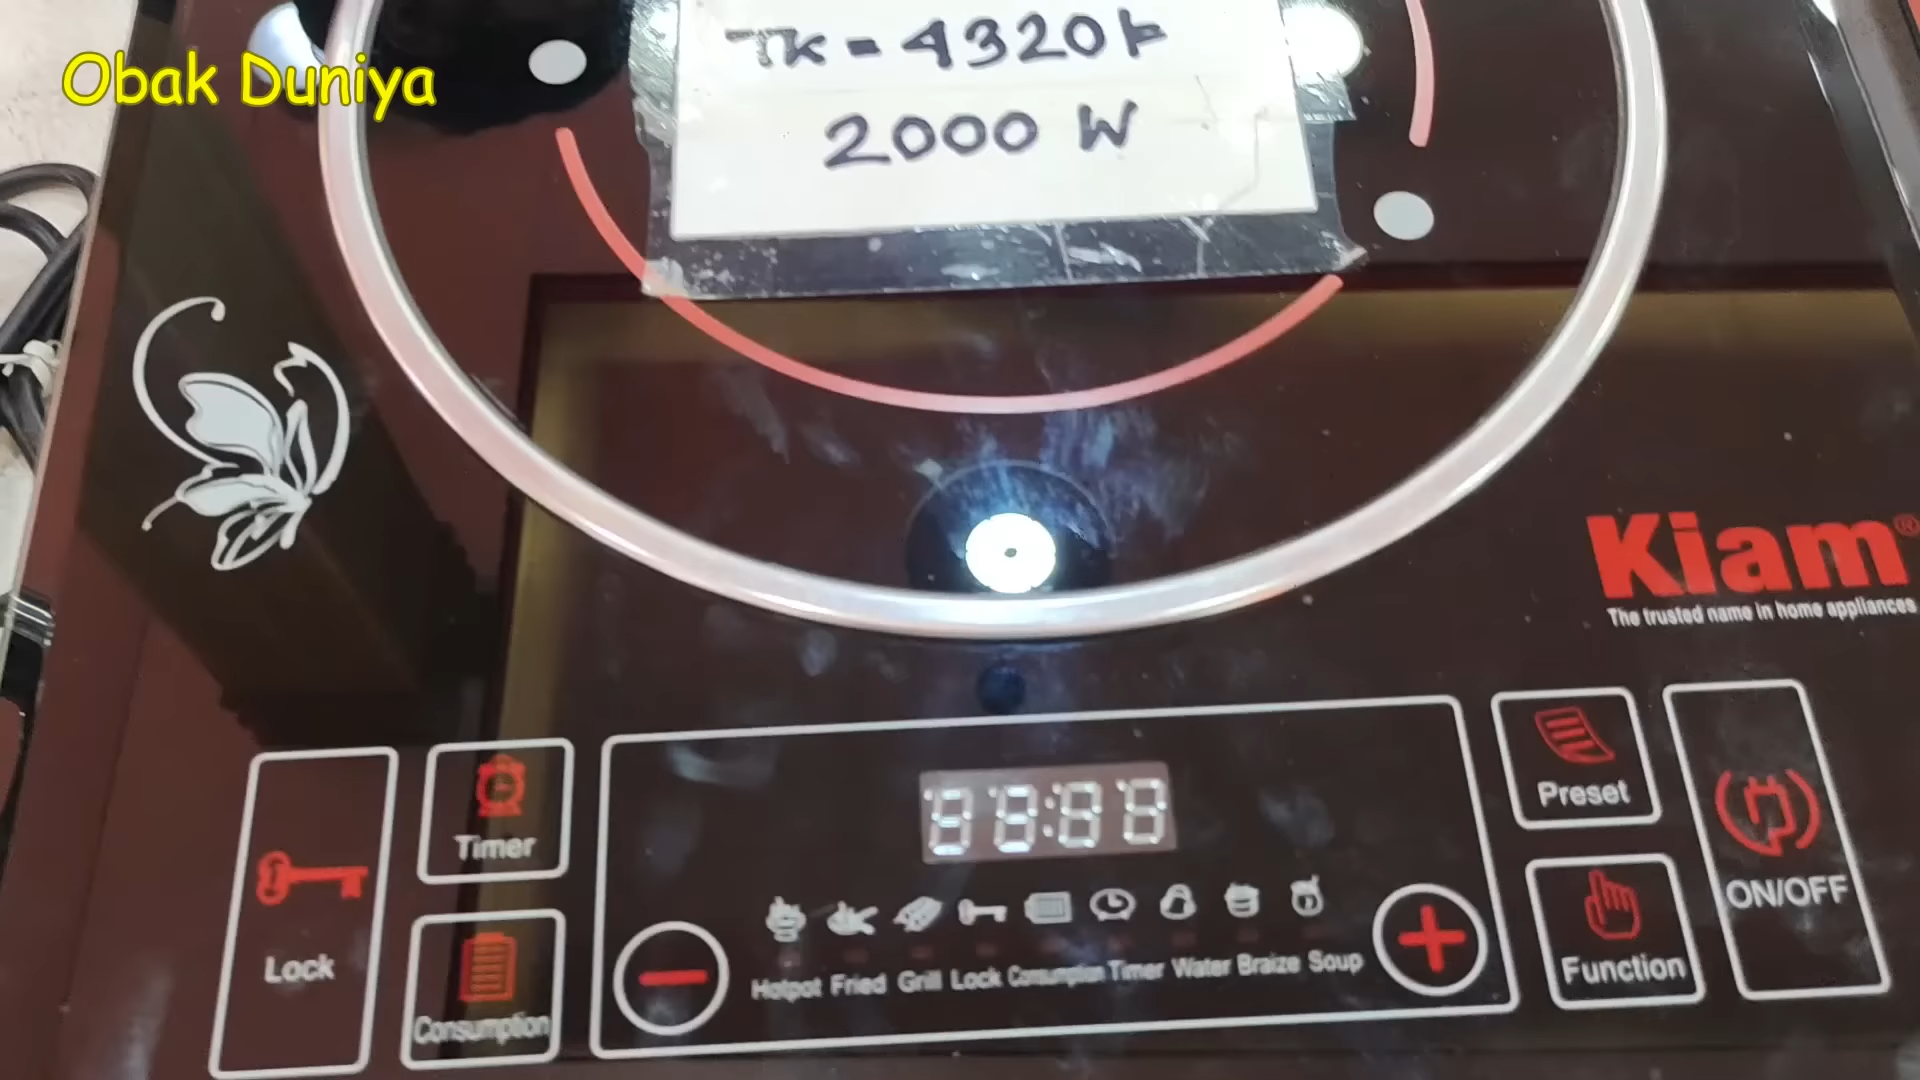 Obak Duniya
TK - 4320৳
2000 W
Kiam®
The trusted name in home appliances
Lock
Timer
Consumption
Hotpot Fried Grill Lock Consumption Timer Water Braize Soup
Preset
Function
ON/OFF